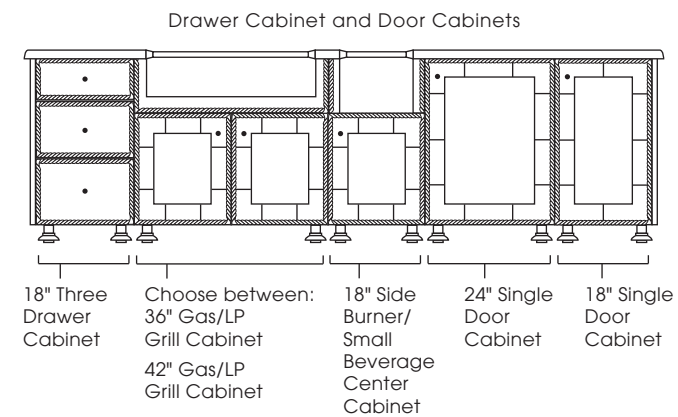 Drawer Cabinet and Door Cabinets
18" Three
Drawer
Cabinet
Choose between:
36" Gas/LP
Grill Cabinet
42" Gas/LP
Grill Cabinet
18" Side
Burner/
Small
Beverage
Center
Cabinet
24" Single
Door
Cabinet
18" Single
Door
Cabinet